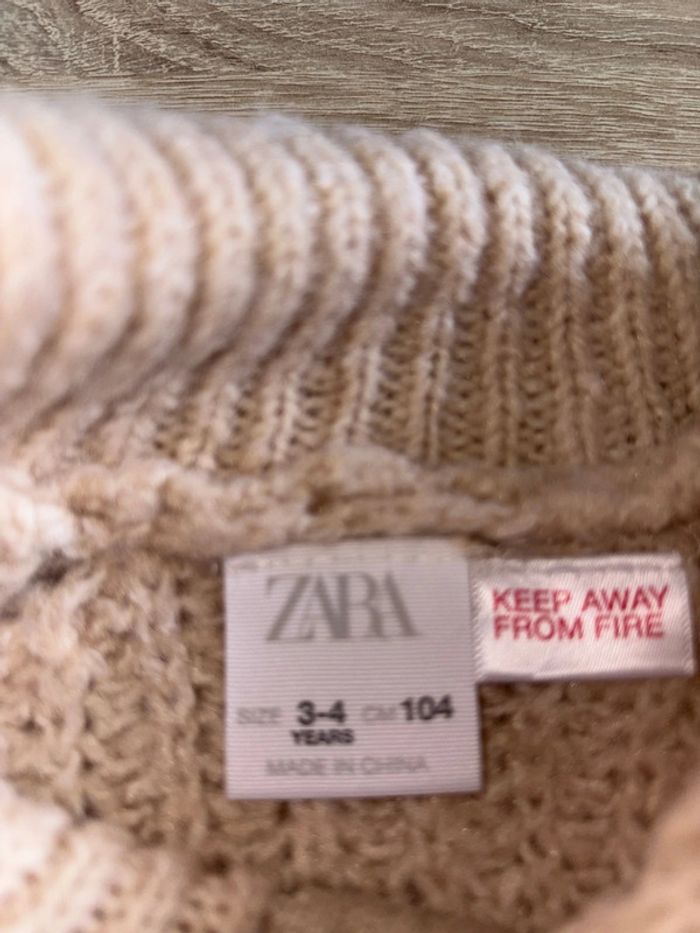 ZARA
SIZE 3-4 CM 104
YEARS
MADE IN CHINA
KEEP AWAY
FROM FIRE